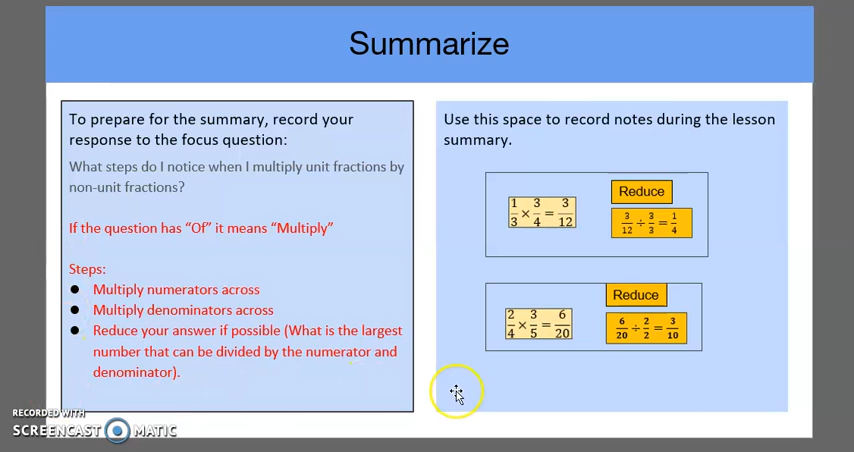 Summarize
To prepare for the summary, record your
response to the focus question:
What steps do I notice when I multiply unit fractions by
non-unit fractions?
If the question has “Of” it means “Multiply”
Steps:
● Multiply numerators across
● Multiply denominators across
● Reduce your answer if possible (What is the largest
number that can be divided by the numerator and
denominator).
Use this space to record notes during the lesson
summary.
1/3 × 3/4 = 3/12
Reduce
3/12 ÷ 3/3 = 1/4
2/4 × 3/5 = 6/20
Reduce
6/20 ÷ 2/2 = 3/10
RECORDED WITH
SCREENCAST MATIC